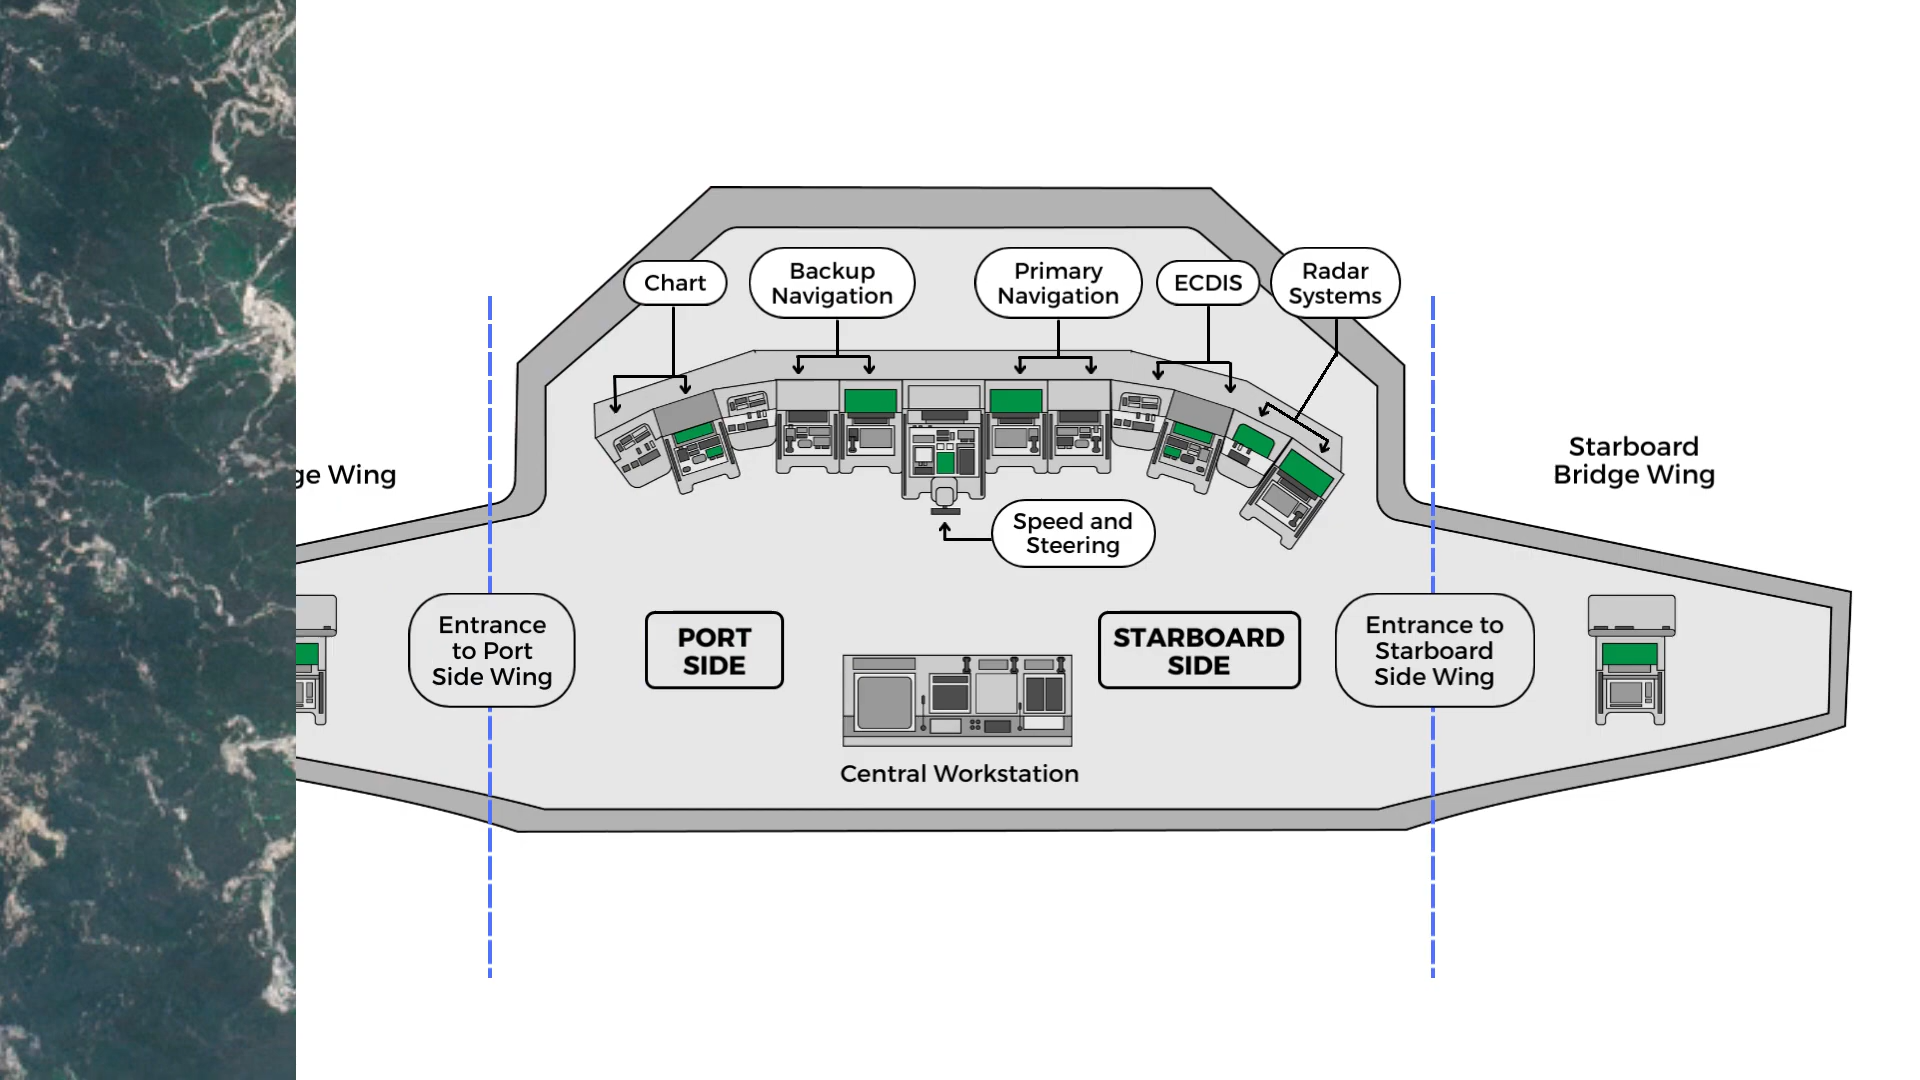 Chart
Backup
Navigation
Primary
Navigation
ECDIS
Radar
Systems
ge Wing
Starboard
Bridge Wing
Speed and
Steering
Entrance
to Port
Side Wing
PORT
SIDE
STARBOARD
SIDE
Entrance to
Starboard
Side Wing
Central Workstation